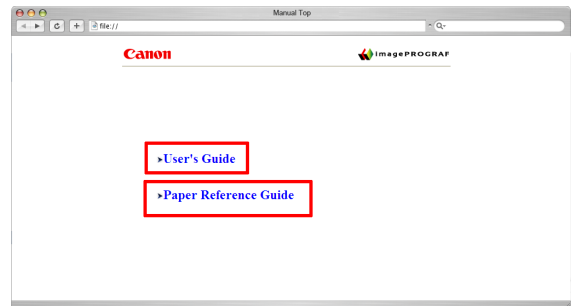 Manual Top
file://
Canon
imagePROGRAF
User's Guide
Paper Reference Guide